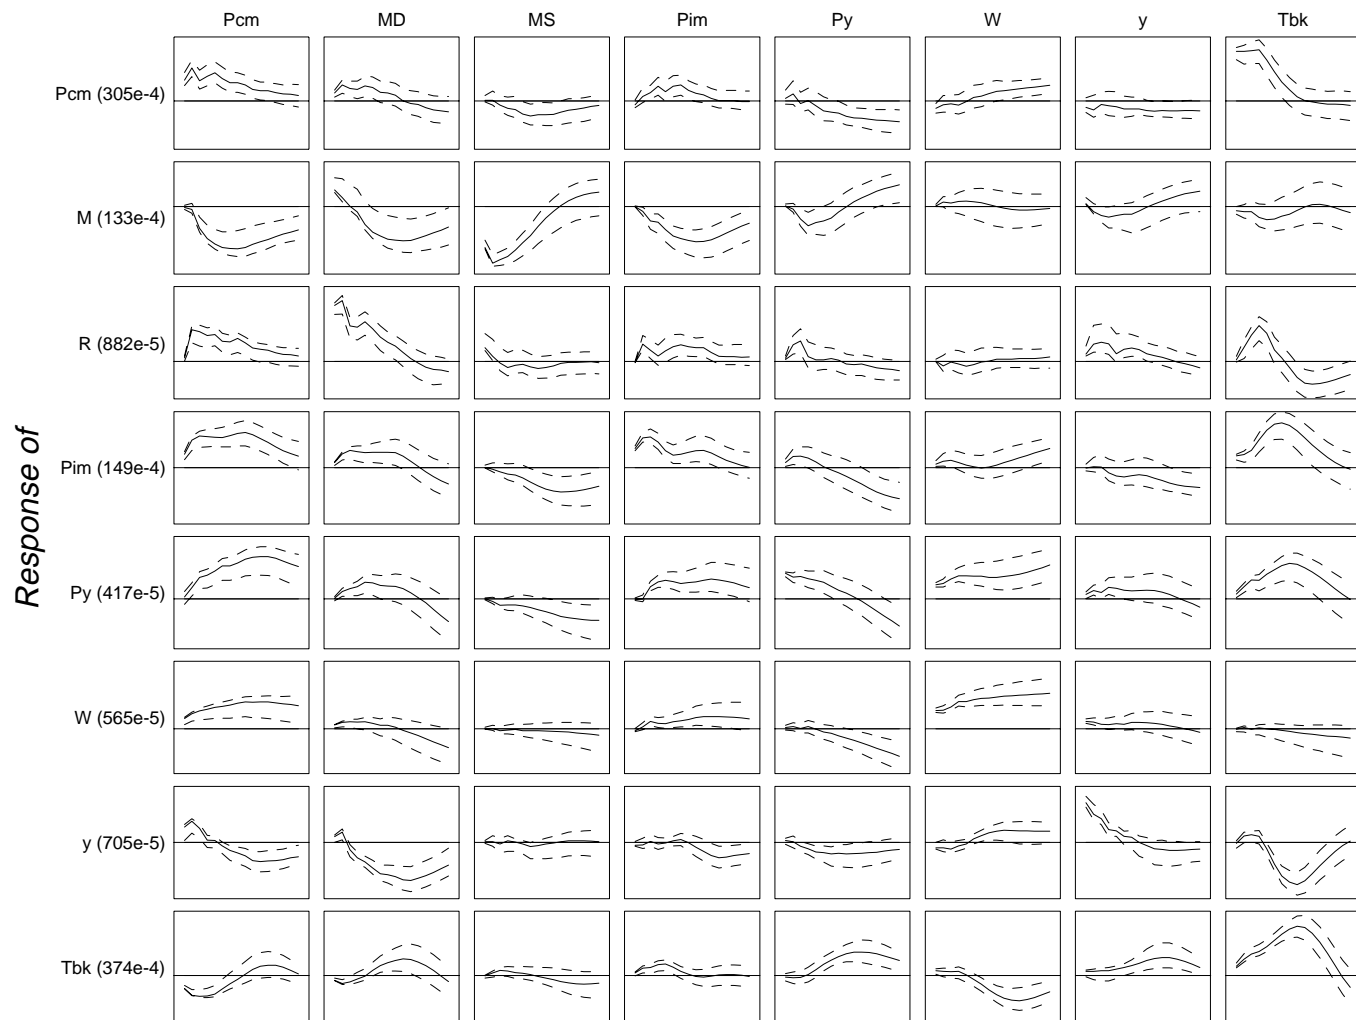 Pcm MD MS Pim Py W y Tbk
Pcm (305e-4)
M (133e-4)
R (882e-5)
Pim (149e-4)
Py (417e-5)
W (565e-5)
y (705e-5)
Tbk (374e-4)
Response of